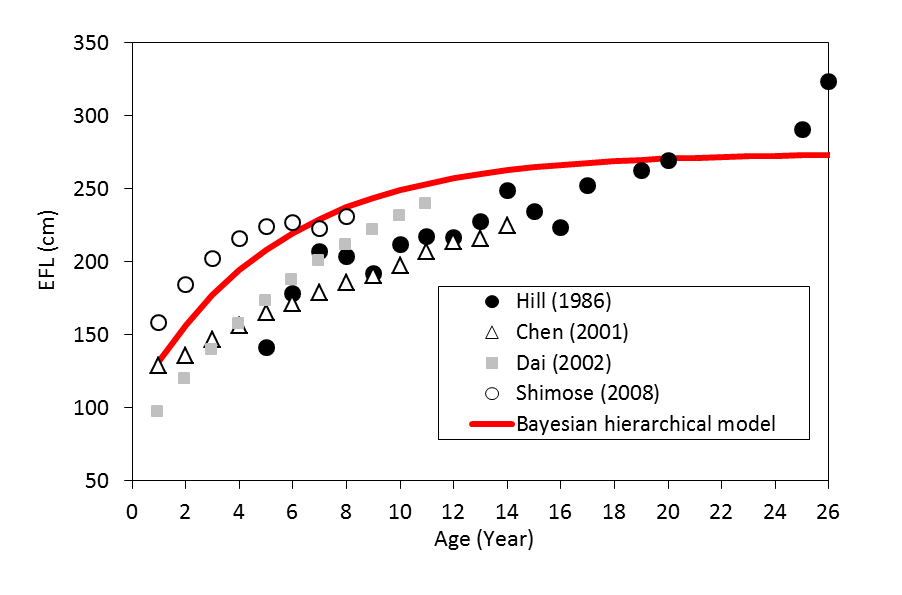 350
300
250
200
150
100
50
EFL (cm)
Hill (1986)
Chen (2001)
Dai (2002)
Shimose (2008)
Bayesian hierarchical model
0 2 4 6 8 10 12 14 16 18 20 22 24 26
Age (Year)